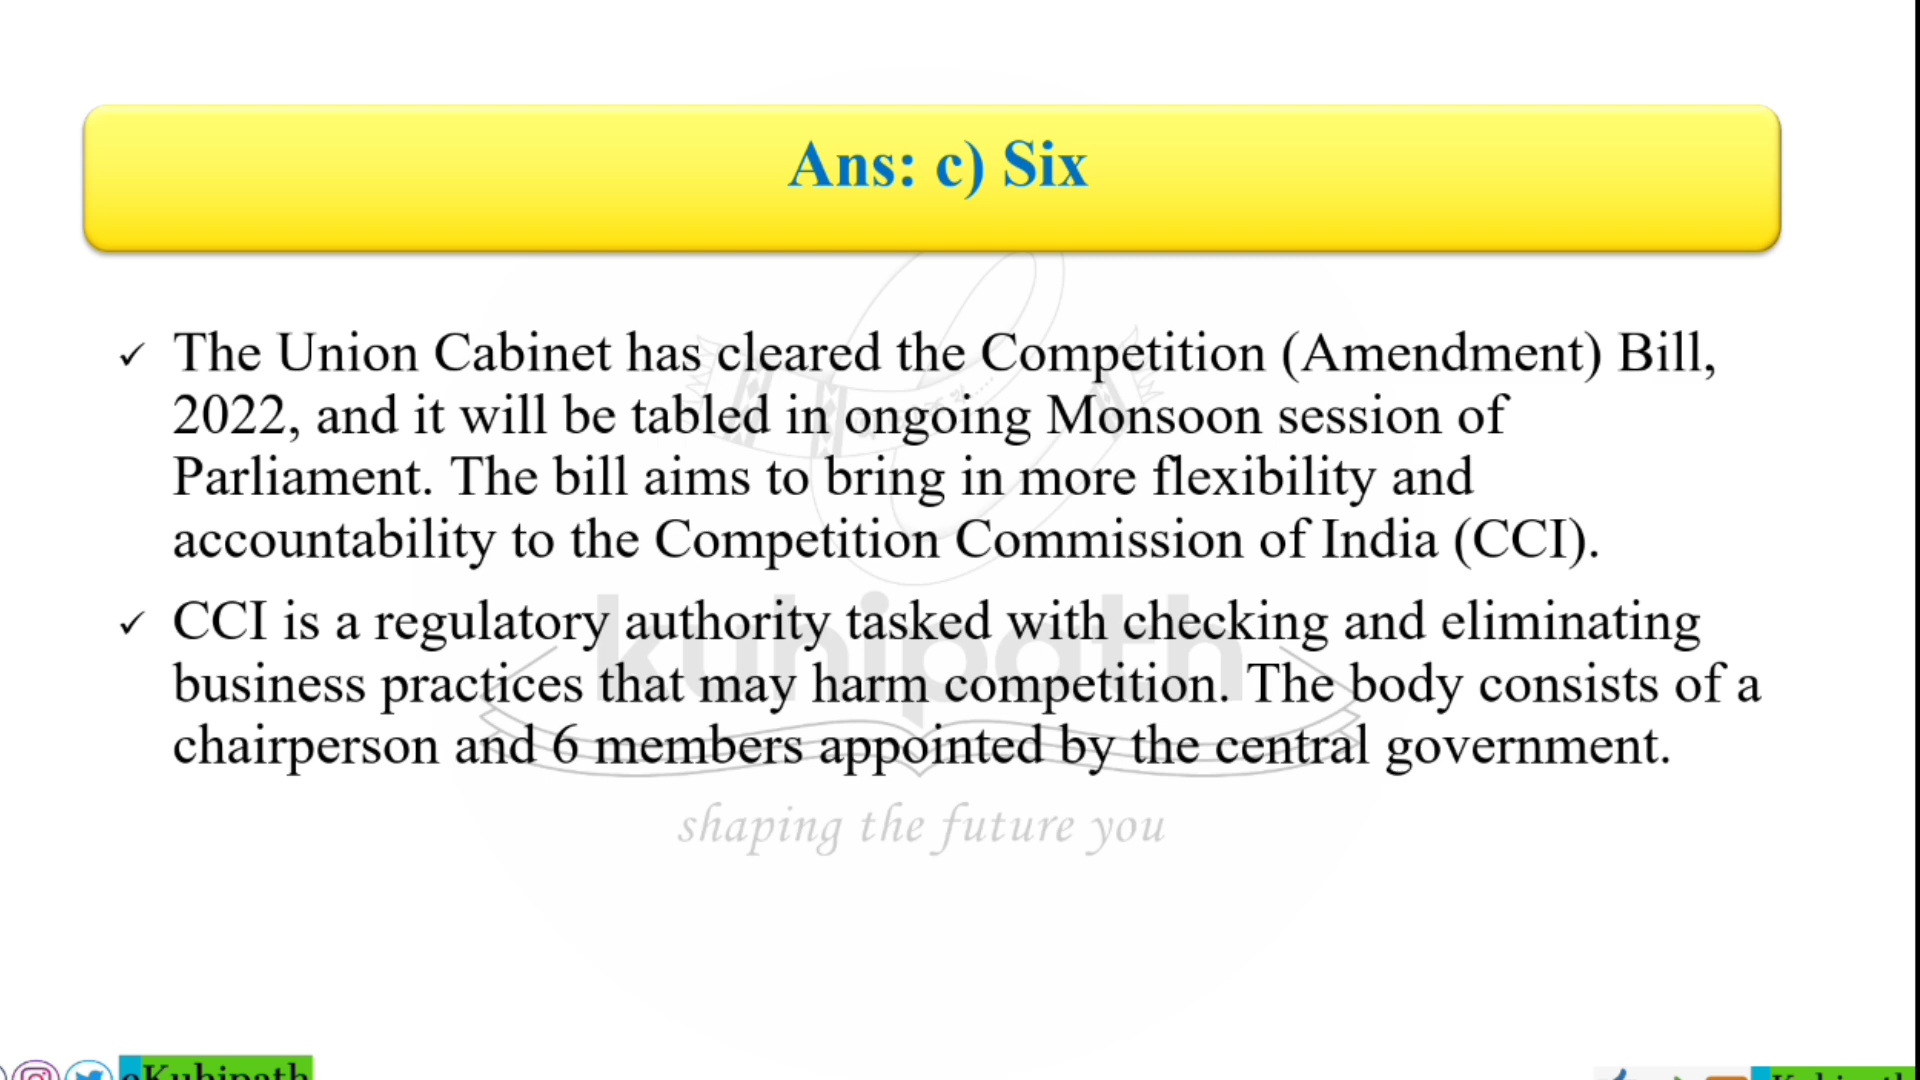 Ans: c) Six
The Union Cabinet has cleared the Competition (Amendment) Bill,
2022, and it will be tabled in ongoing Monsoon session of
Parliament. The bill aims to bring in more flexibility and
accountability to the Competition Commission of India (CCI).
CCI is a regulatory authority tasked with checking and eliminating
business practices that may harm competition. The body consists of a
chairperson and 6 members appointed by the central government.
kuhipath
shaping the future you
eKuhipath